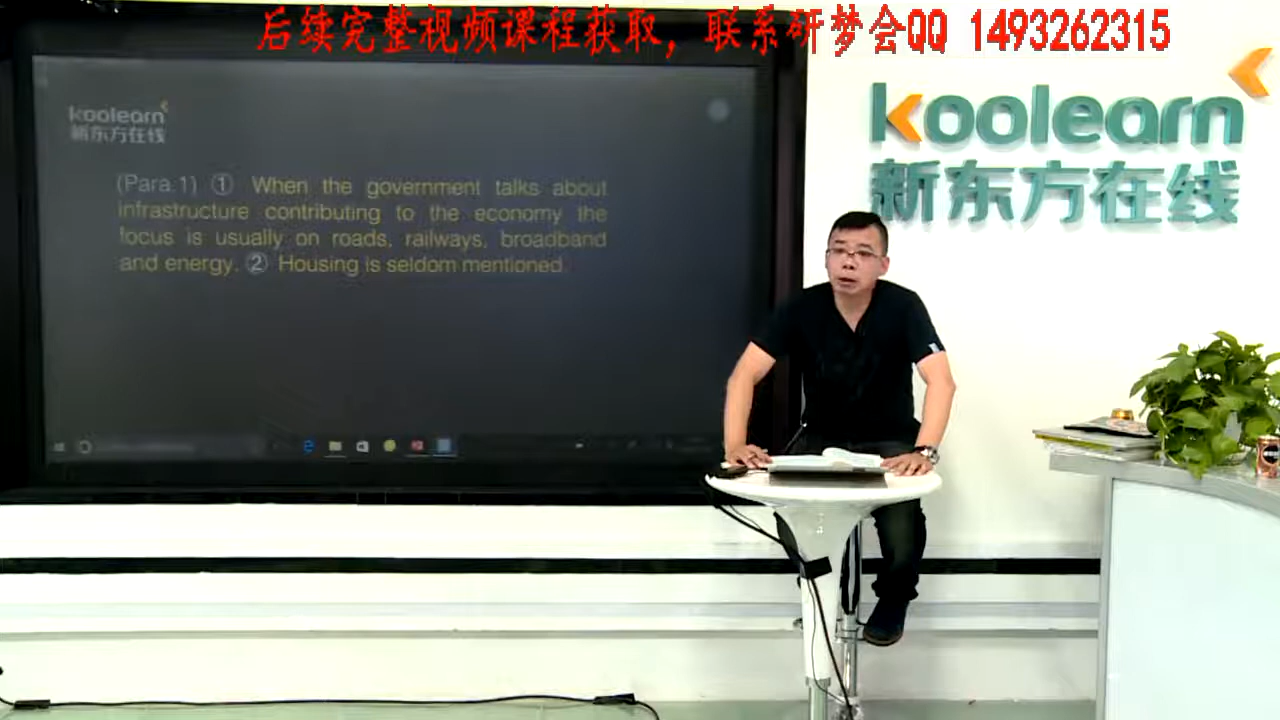 后续完整视频课程获取，联系研梦会QQ 1493262315
koolearn
新东方在线
(Para 1) ① When the government talks about
infrastructure contributing to the economy the
focus is usually on roads, railways, broadband
and energy. ② Housing is seldom mentioned.
koolearn
新东方在线